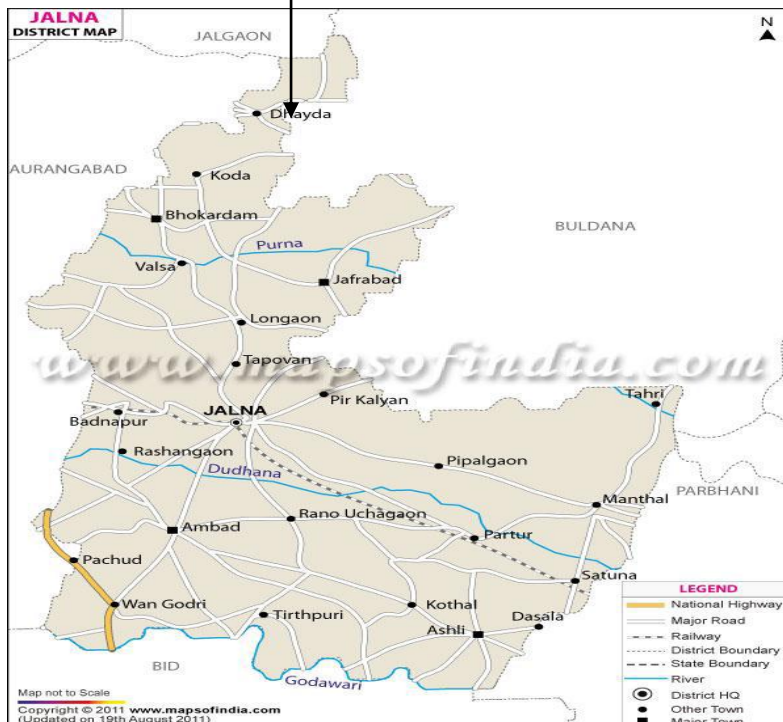 JALNA
DISTRICT MAP
N
JALGAON
Dhayda
AURANGABAD
Koda
Bhokardam
BULDANA
Purna
Valsa
Jafrabad
Longaon
www.mapsofindia.com
Tapovan
Pir Kalyan
Tahri
JALNA
Badnapur
Rashangaon
Pipalgaon
Dudhana
PARBHANI
Manthal
Rano Uchagaon
Ambad
Partur
Pachud
Satuna
Wan Godri
Tirthpuri
Kothal
Dasala
Ashli
BID
Godawari
LEGEND
National Highway
Major Road
Railway
District Boundary
State Boundary
River
District HQ
Other Town
Major Town
Map not to Scale
Copyright © 2011 www.mapsofindia.com
(Updated on 19th August 2011)